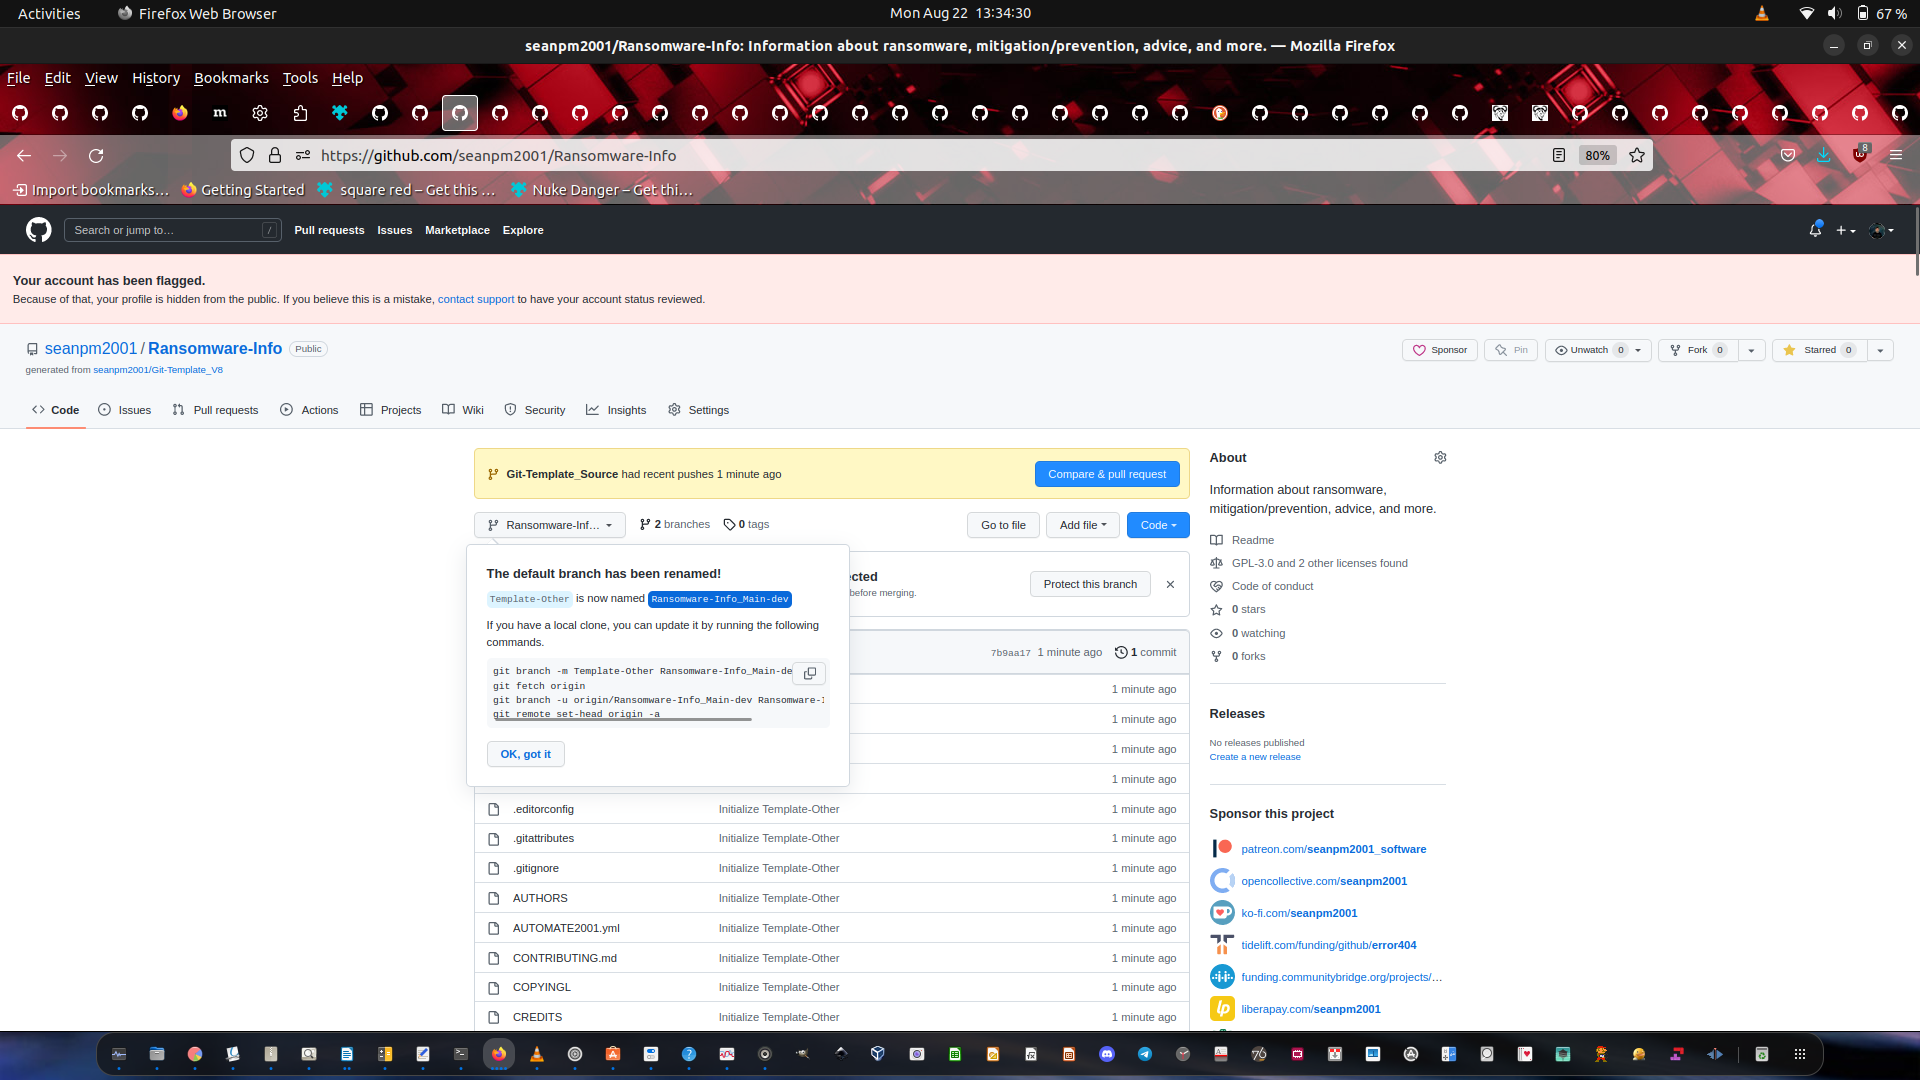 Activities
Firefox Web Browser
Mon Aug 22 13:34:30
67 %
seanpm2001/Ransomware-Info: Information about ransomware, mitigation/prevention, advice, and more. — Mozilla Firefox
File Edit View History Bookmarks Tools Help
https://github.com/seanpm2001/Ransomware-Info
80%
8
Import bookmarks…
Getting Started
square red – Get this …
Nuke Danger – Get thi…
Search or jump to…
/
Pull requests
Issues
Marketplace
Explore
Your account has been flagged.
Because of that, your profile is hidden from the public. If you believe this is a mistake, contact support to have your account status reviewed.
seanpm2001 / Ransomware-Info
Public
Sponsor
Pin
Unwatch 0
Fork 0
Starred 0
generated from seanpm2001/Git-Template_V8
Code
Issues
Pull requests
Actions
Projects
Wiki
Security
Insights
Settings
Git-Template_Source had recent pushes 1 minute ago
Compare & pull request
Ransomware-Inf…
2 branches
0 tags
Go to file
Add file
Code
The default branch has been renamed!
Template-Other is now named Ransomware-Info_Main-dev
If you have a local clone, you can update it by running the following
commands.
git branch -m Template-Other Ransomware-Info_Main-de
git fetch origin
git branch -u origin/Ransomware-Info_Main-dev Ransomware-I
git remote set-head origin -a
OK, got it
ected
before merging.
Protect this branch
7b9aa17 1 minute ago
1 commit
1 minute ago
1 minute ago
1 minute ago
1 minute ago
.editorconfig Initialize Template-Other 1 minute ago
.gitattributes Initialize Template-Other 1 minute ago
.gitignore Initialize Template-Other 1 minute ago
AUTHORS Initialize Template-Other 1 minute ago
AUTOMATE2001.yml Initialize Template-Other 1 minute ago
CONTRIBUTING.md Initialize Template-Other 1 minute ago
COPYINGL Initialize Template-Other 1 minute ago
CREDITS Initialize Template-Other 1 minute ago
About
Information about ransomware,
mitigation/prevention, advice, and more.
Readme
GPL-3.0 and 2 other licenses found
Code of conduct
0 stars
0 watching
0 forks
Releases
No releases published
Create a new release
Sponsor this project
patreon.com/seanpm2001_software
opencollective.com/seanpm2001
ko-fi.com/seanpm2001
tidelift.com/funding/github/error404
funding.communitybridge.org/projects/…
liberapay.com/seanpm2001